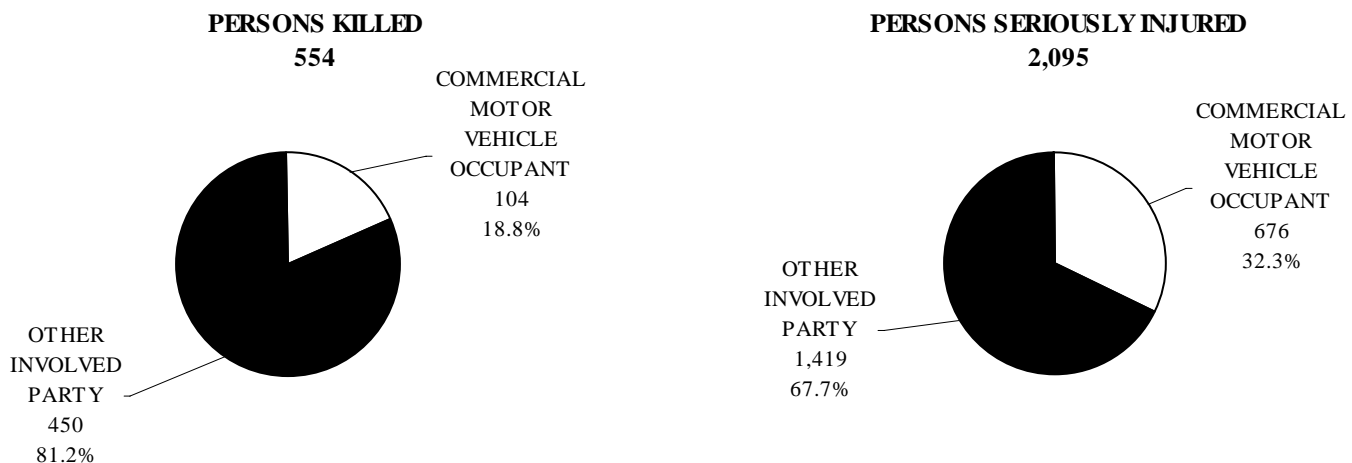 PERSONS KILLED
554
COMMERCIAL
MOTOR
VEHICLE
OCCUPANT
104
18.8%
OTHER
INVOLVED
PARTY
450
81.2%
PERSONS SERIOUSLY INJURED
2,095
COMMERCIAL
MOTOR
VEHICLE
OCCUPANT
676
32.3%
OTHER
INVOLVED
PARTY
1,419
67.7%